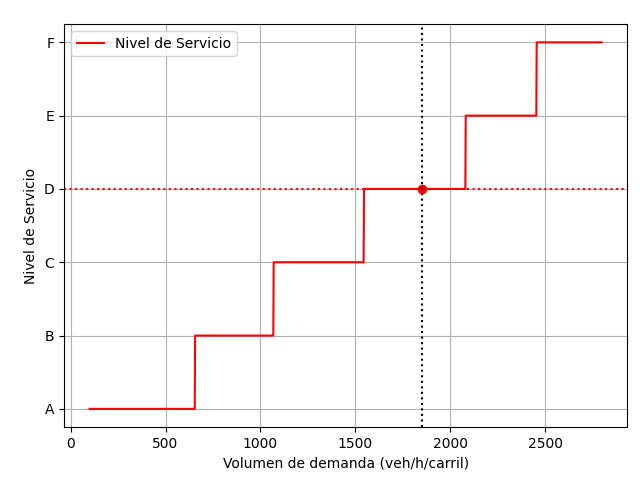 Nivel de Servicio
F
E
D
C
B
A
Nivel de Servicio
0 500 1000 1500 2000 2500
Volumen de demanda (veh/h/carril)